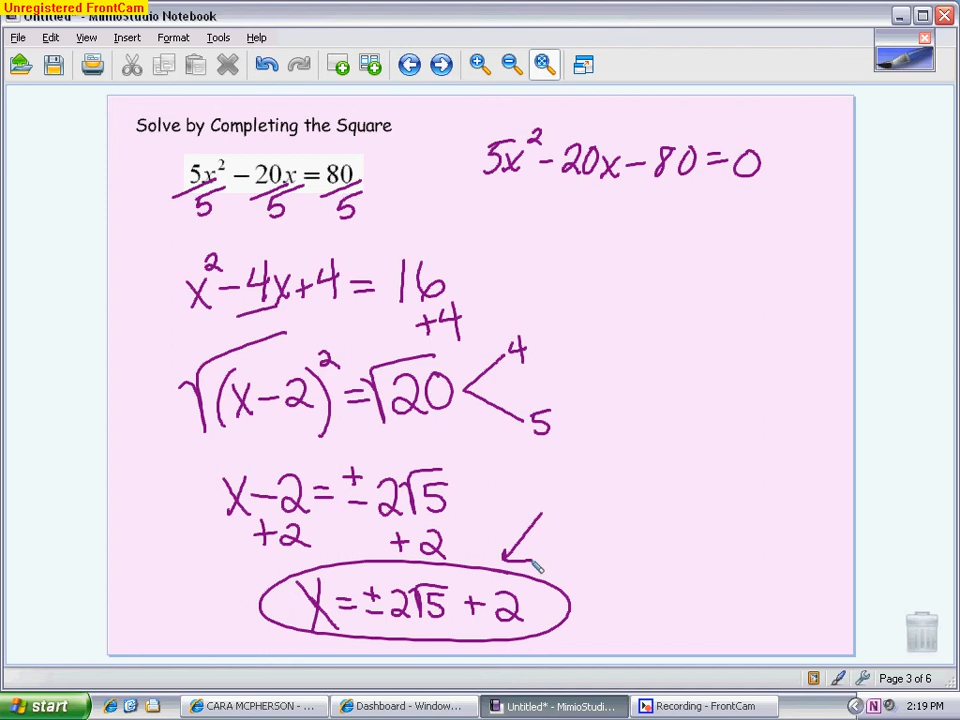 Unregistered FrontCam
Untitled* - MimioStudio Notebook
File Edit View Insert Format Tools Help
Solve by Completing the Square
5x² − 20x = 80
5 5 5
5x² - 20x - 80 = 0
x² - 4x + 4 = 16
+4
√(x - 2)² = √20
4
5
x - 2 = ± 2√5
+2 +2
x = ± 2√5 + 2
Page 3 of 6
start
CARA MCPHERSON - ...
Dashboard - Window...
Untitled* - MimioStudi...
Recording - FrontCam
2:19 PM